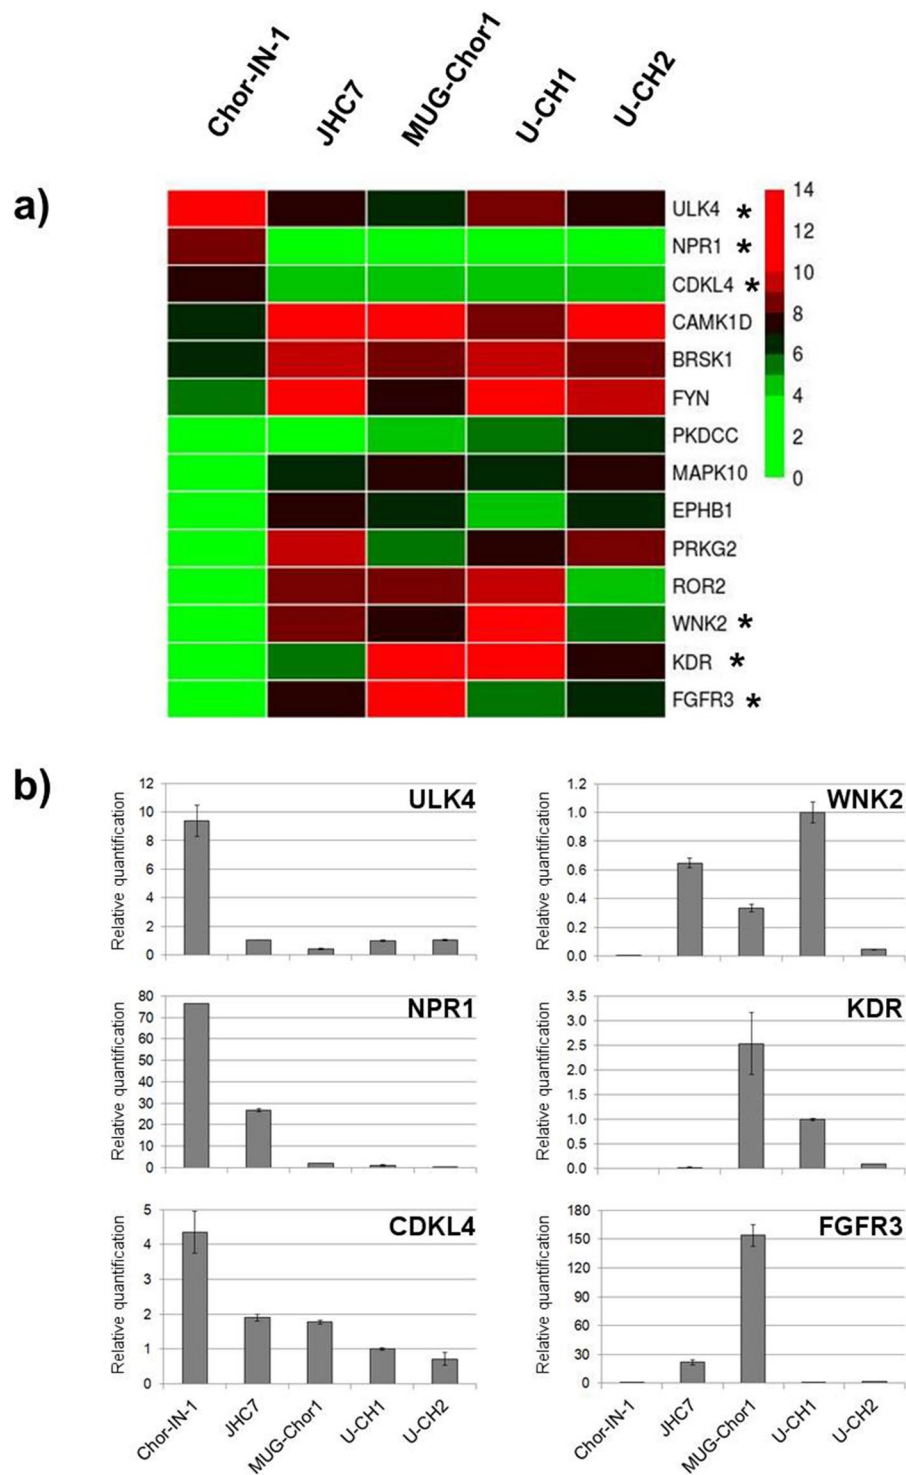 Chor-IN-1 JHC7 MUG-Chor1 U-CH1 U-CH2
a)
ULK4 *
NPR1 *
CDKL4 *
CAMK1D
BRSK1
FYN
PKDCC
MAPK10
EPHB1
PRKG2
ROR2
WNK2 *
KDR *
FGFR3 *
14
12
10
8
6
4
2
0
b)
ULK4
Relative quantification
12
10
8
6
4
2
0
WNK2
Relative quantification
1.2
1.0
0.8
0.6
0.4
0.2
0.0
NPR1
Relative quantification
80
70
60
50
40
30
20
10
0
KDR
Relative quantification
3.5
3.0
2.5
2.0
1.5
1.0
0.5
0.0
CDKL4
Relative quantification
5
4
3
2
1
0
Chor-IN-1 JHC7 MUG-Chor1 U-CH1 U-CH2
FGFR3
Relative quantification
180
150
120
90
60
30
0
Chor-IN-1 JHC7 MUG-Chor1 U-CH1 U-CH2